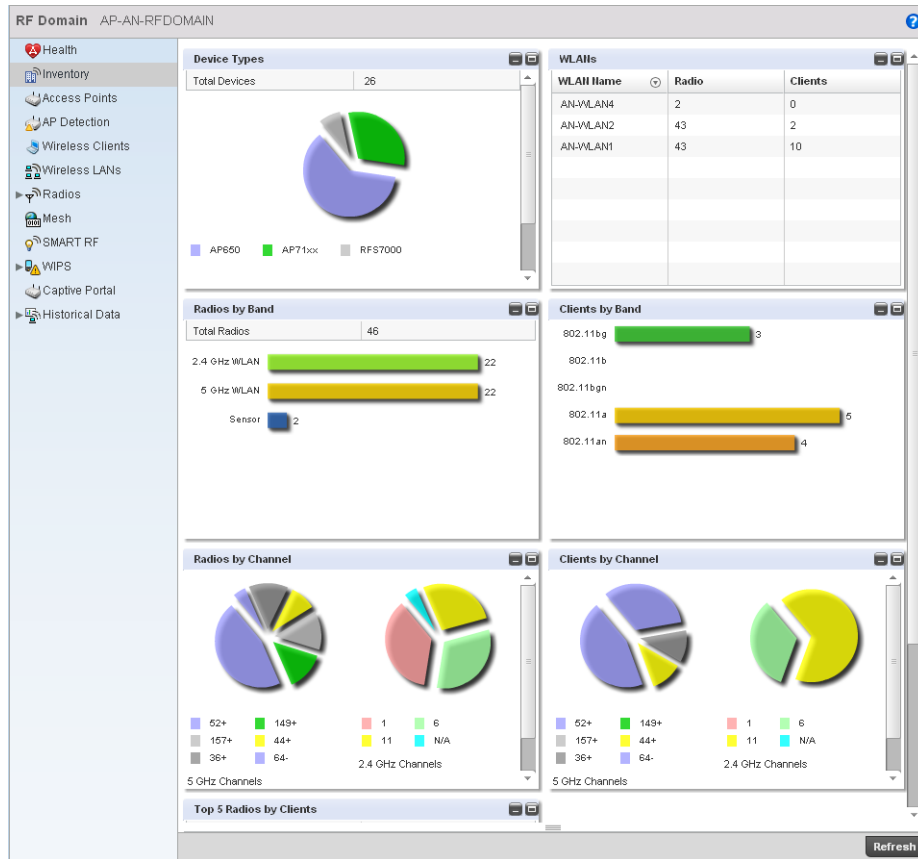 RF Domain AP-AN-RFDOMAIN
?
Health
Inventory
Access Points
AP Detection
Wireless Clients
Wireless LANs
Radios
Mesh
SMART RF
WIPS
Captive Portal
Historical Data
Device Types
Total Devices 26
AP650 AP71xx RFS7000
WLANs
WLAN Name Radio Clients
AN-WLAN4 2 0
AN-WLAN2 43 2
AN-WLAN1 43 10
Radios by Band
Total Radios 46
2.4 GHz WLAN 22
5 GHz WLAN 22
Sensor 2
Clients by Band
802.11bg 3
802.11b
802.11bgn
802.11a 5
802.11an 4
Radios by Channel
52+ 149+ 1 6
157+ 44+ 11 N/A
36+ 64- 2.4 GHz Channels
5 GHz Channels
Clients by Channel
52+ 149+ 1 6
157+ 44+ 11 N/A
36+ 64- 2.4 GHz Channels
5 GHz Channels
Top 5 Radios by Clients
Refresh